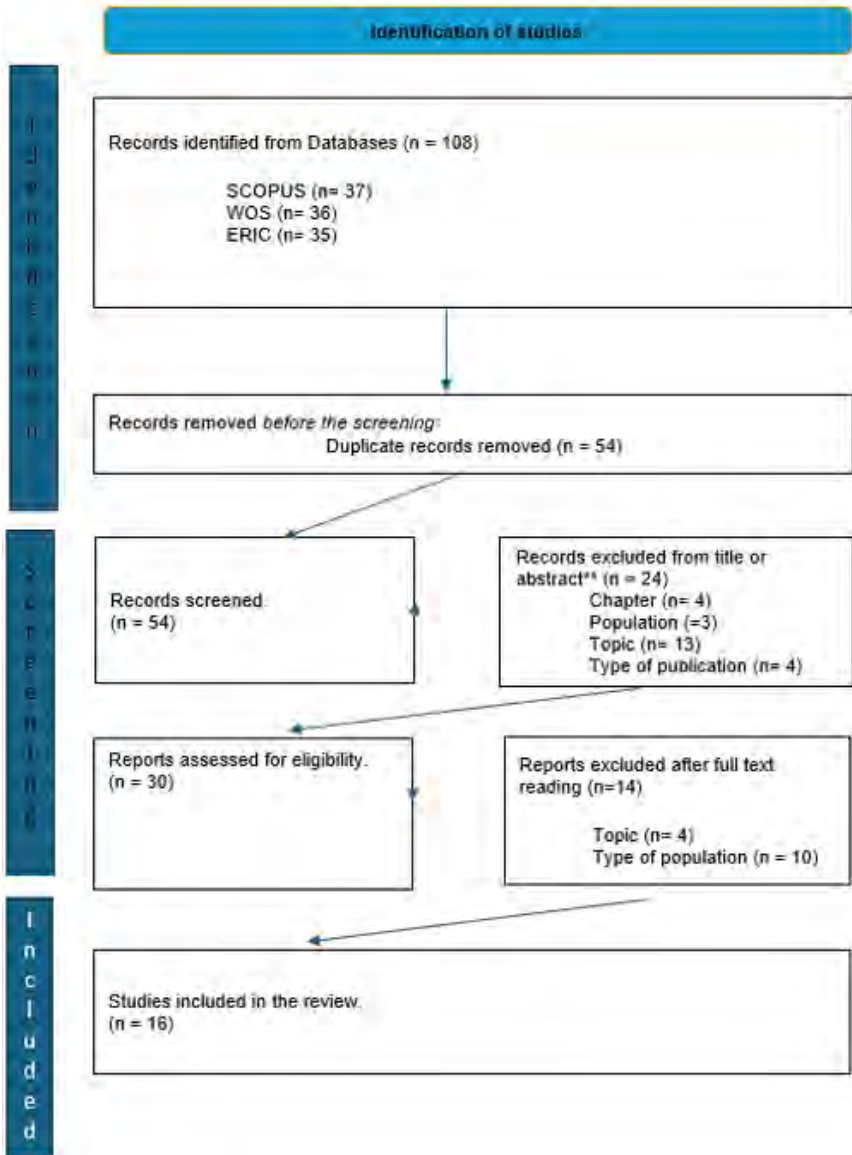 Identification of studies
Records identified from Databases (n = 108)
SCOPUS (n= 37)
WOS (n= 36)
ERIC (n= 35)
Records removed before the screening:
Duplicate records removed (n = 54)
Screening
Records screened.
(n = 54)
Records excluded from title or
abstract** (n = 24)
Chapter (n= 4)
Population (=3)
Topic (n= 13)
Type of publication (n= 4)
Reports assessed for eligibility.
(n = 30)
Reports excluded after full text
reading (n=14)
Topic (n= 4)
Type of population (n = 10)
Included
Studies included in the review.
(n = 16)